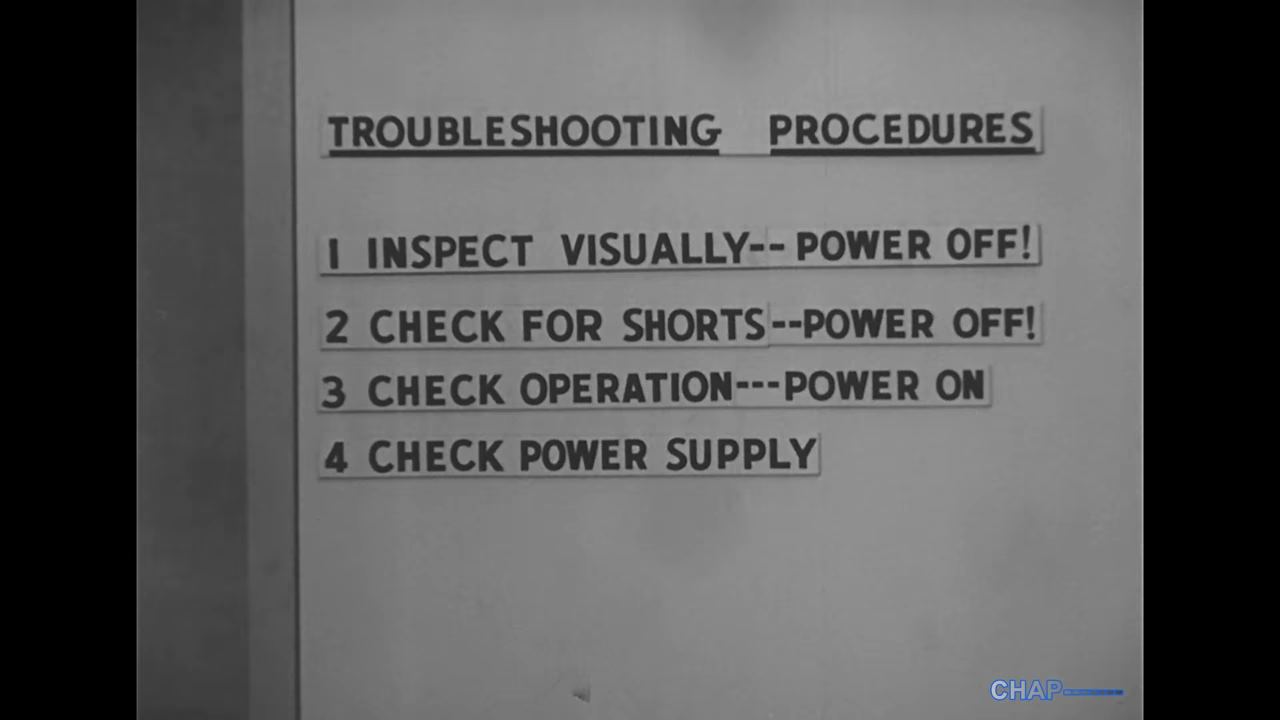 TROUBLESHOOTING PROCEDURES
1 INSPECT VISUALLY-- POWER OFF!
2 CHECK FOR SHORTS--POWER OFF!
3 CHECK OPERATION---POWER ON
4 CHECK POWER SUPPLY
CHAP